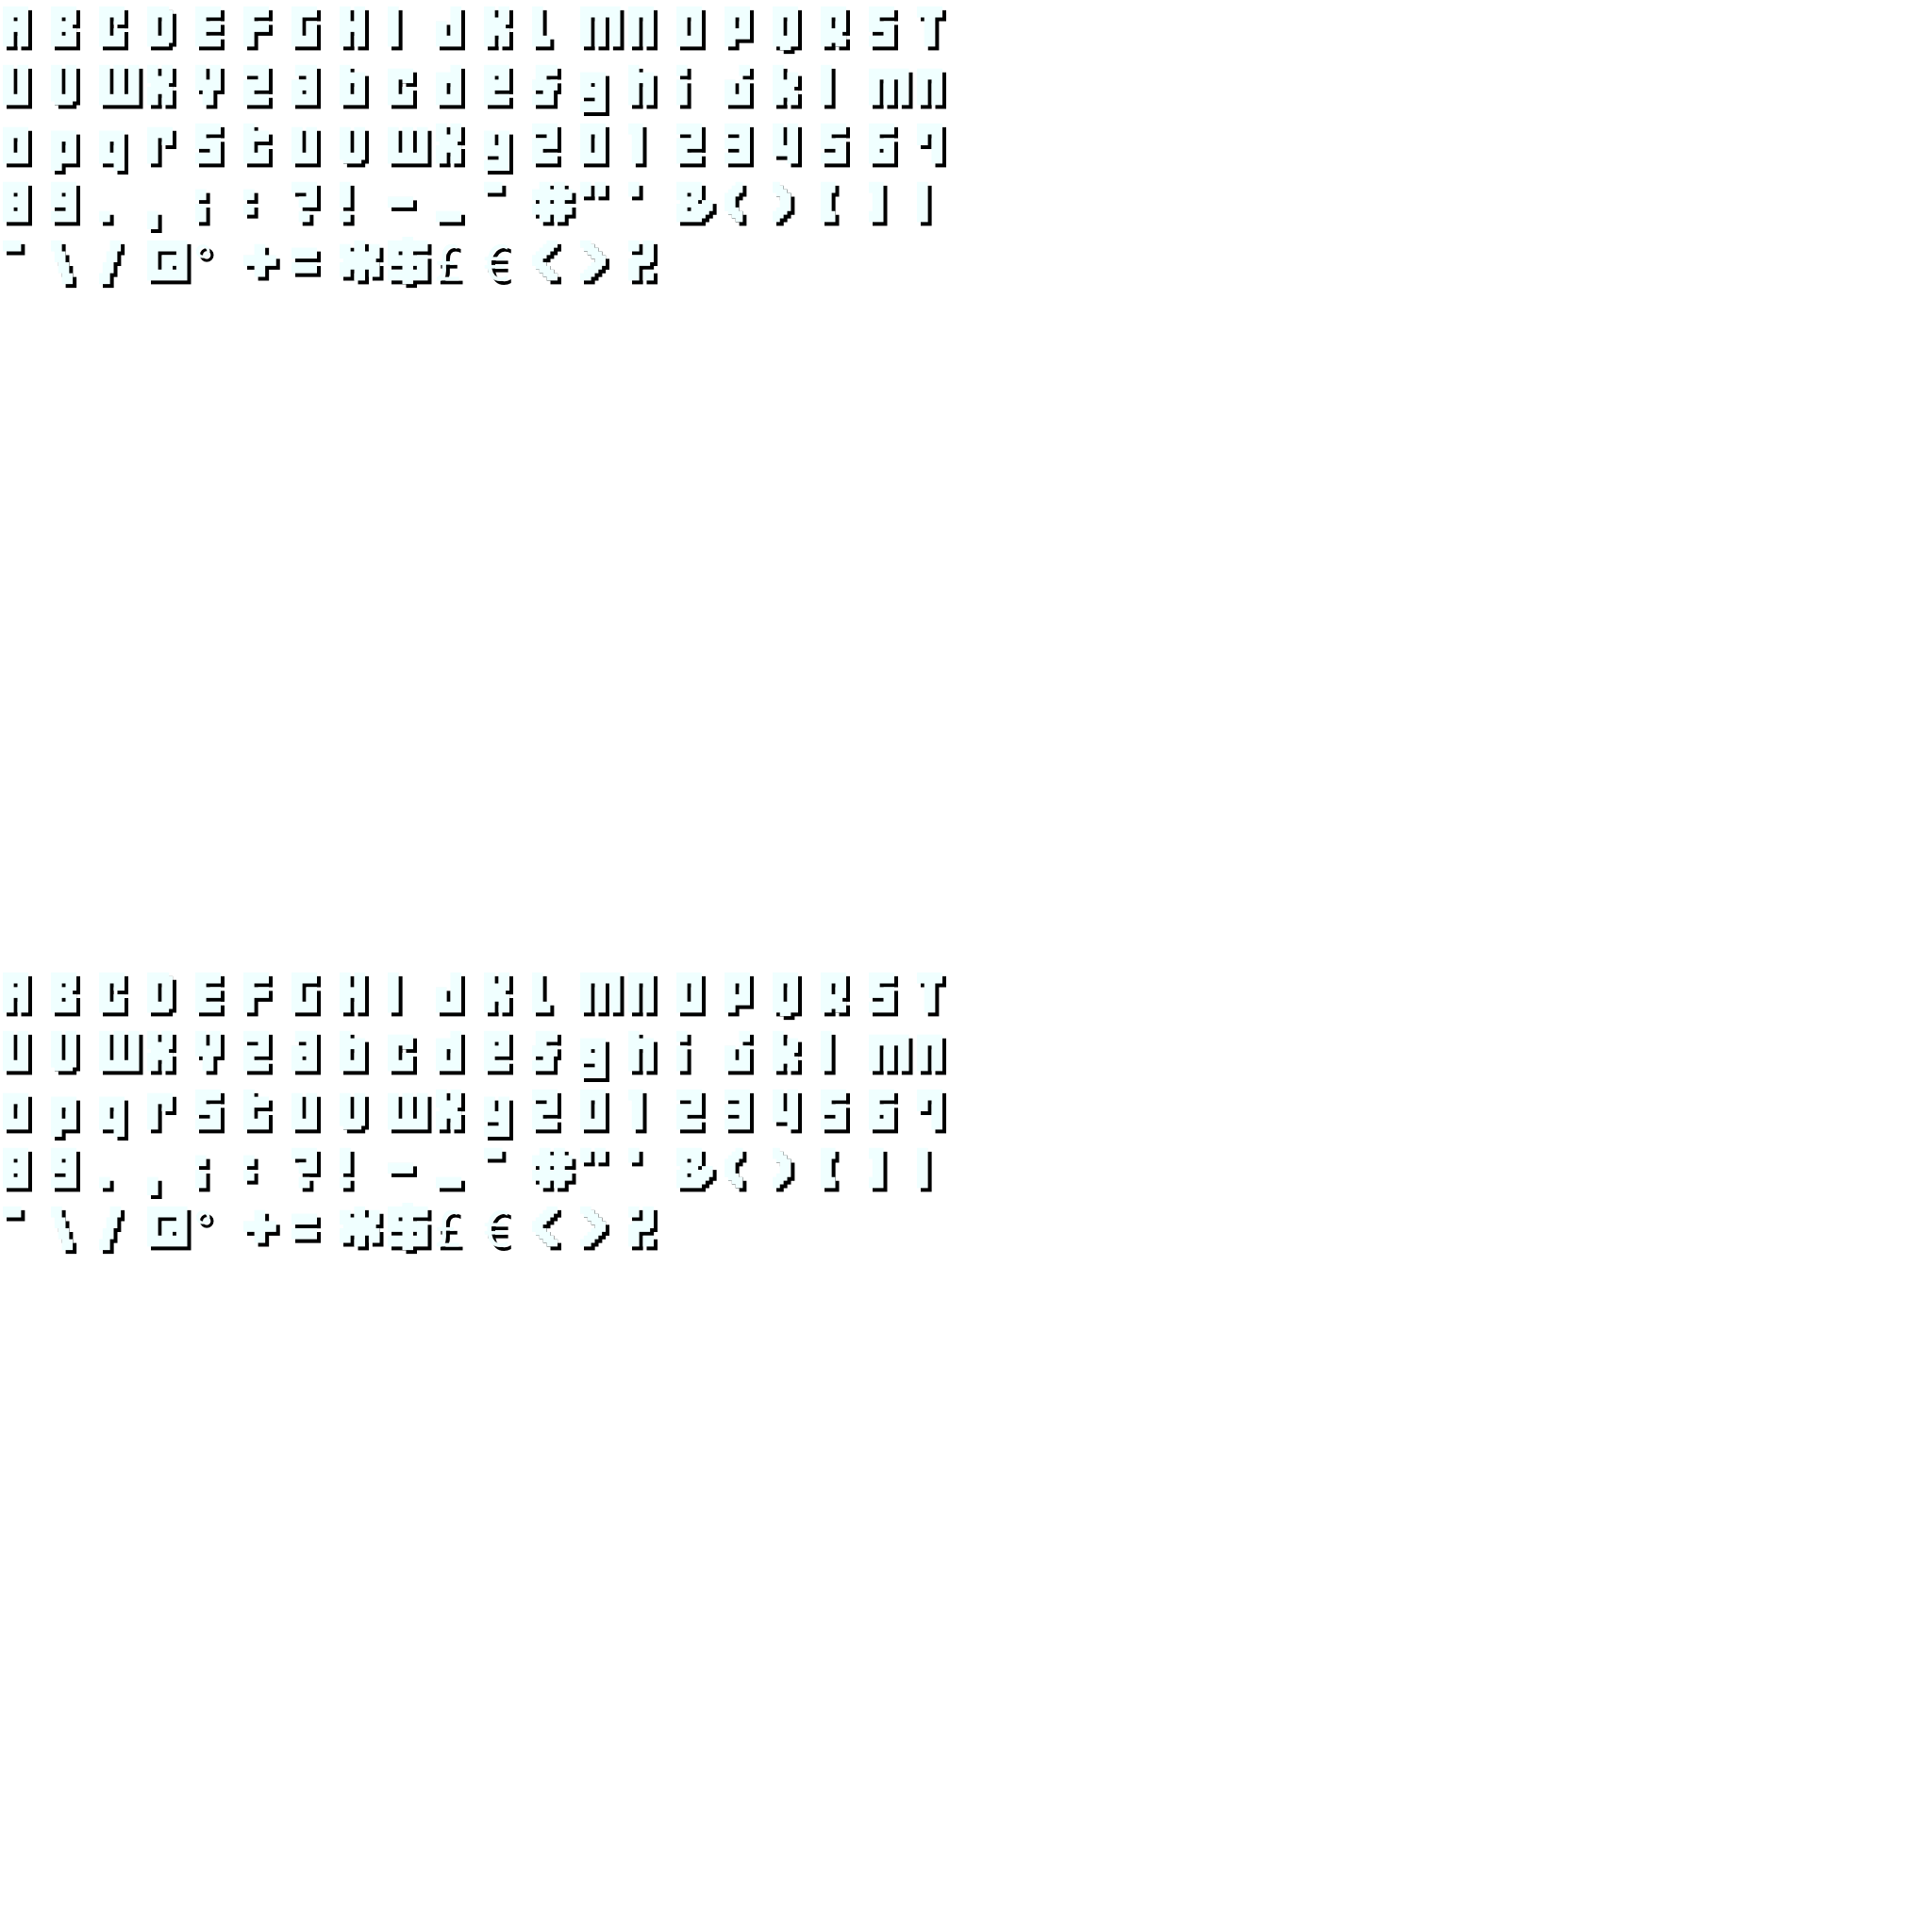 A B C D E F G H I J K L M N O P Q R S T
U V W X Y Z a b c d e f g h i j k l m n
o p q r s t u v w x y z 0 1 2 3 4 5 6 7
8 9 . , ; : ? ! - _ ~ # " ' & ( ) [ ] |
` \ / @ ° + = * $ £ € < > %
A B C D E F G H I J K L M N O P Q R S T
U V W X Y Z a b c d e f g h i j k l m n
o p q r s t u v w x y z 0 1 2 3 4 5 6 7
8 9 . , ; : ? ! - _ ~ # " ' & ( ) [ ] |
` \ / @ ° + = * $ £ € < > %